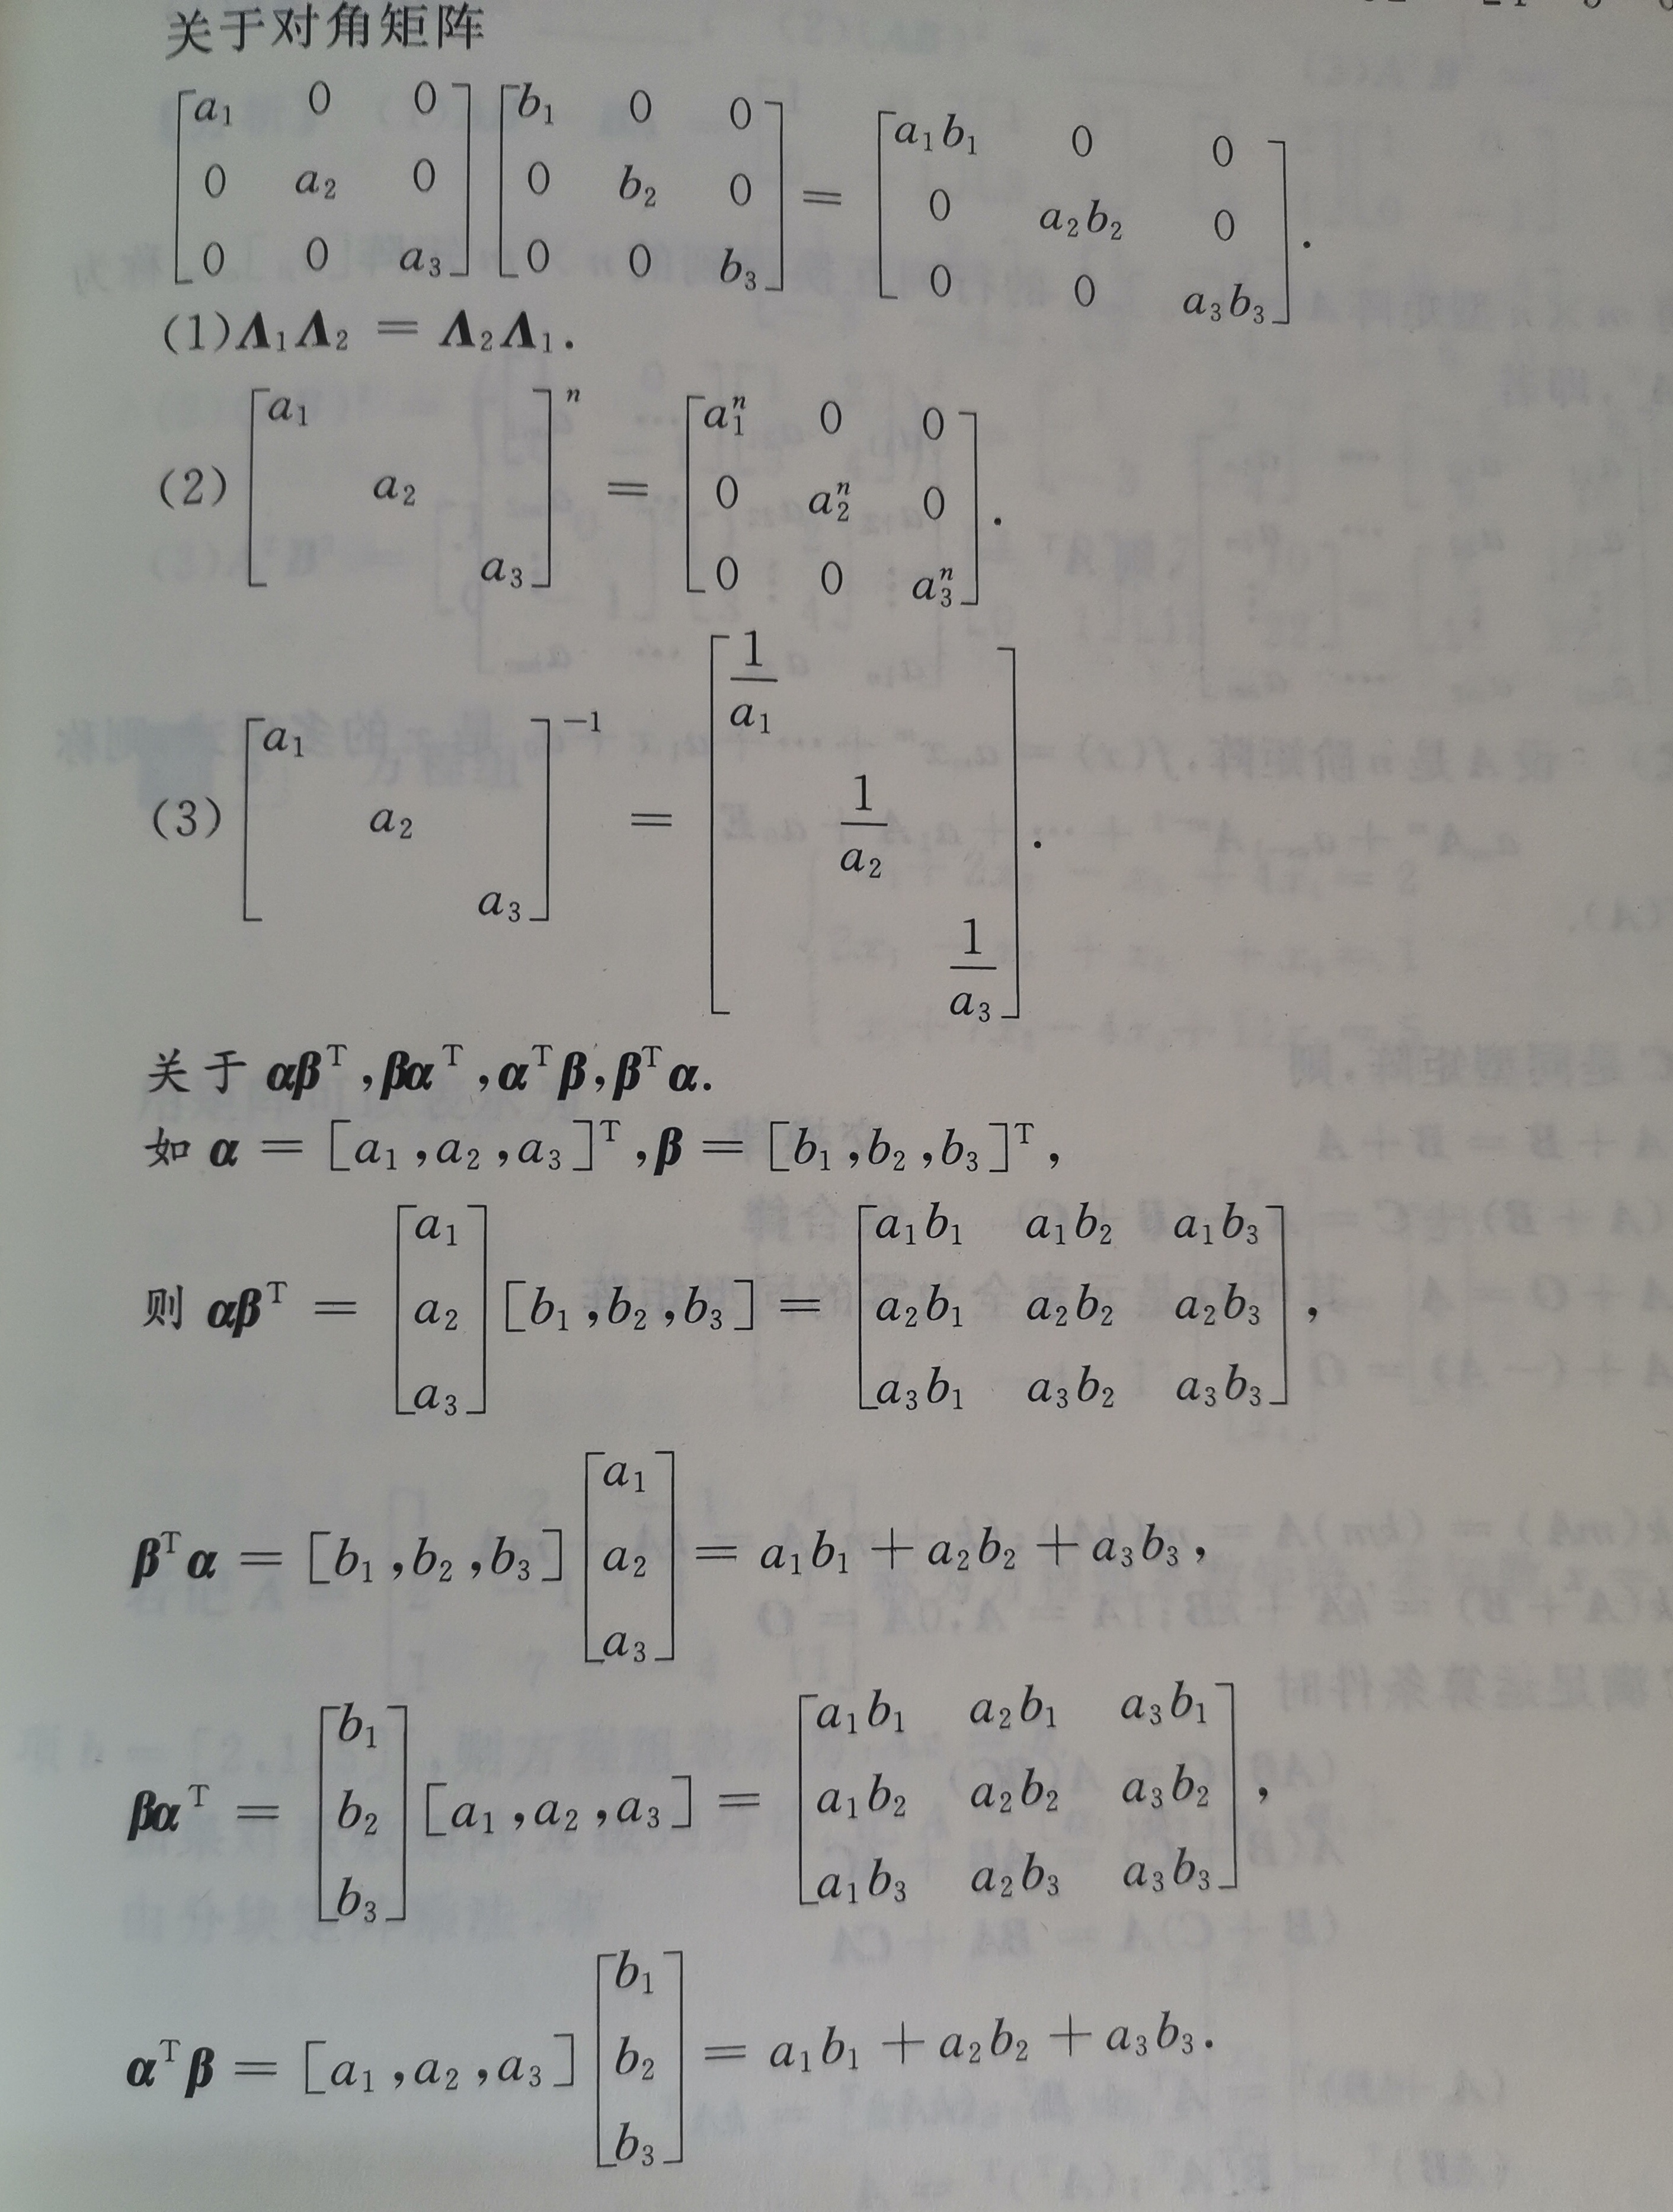 关于对角矩阵
$\begin{bmatrix} a_1 & 0 & 0 \\ 0 & a_2 & 0 \\ 0 & 0 & a_3 \end{bmatrix} \begin{bmatrix} b_1 & 0 & 0 \\ 0 & b_2 & 0 \\ 0 & 0 & b_3 \end{bmatrix} = \begin{bmatrix} a_1b_1 & 0 & 0 \\ 0 & a_2b_2 & 0 \\ 0 & 0 & a_3b_3 \end{bmatrix}.$
(1)$\boldsymbol{\Lambda}_1\boldsymbol{\Lambda}_2 = \boldsymbol{\Lambda}_2\boldsymbol{\Lambda}_1.$
(2)$\begin{bmatrix} a_1 & & \\ & a_2 & \\ & & a_3 \end{bmatrix}^n = \begin{bmatrix} a_1^n & 0 & 0 \\ 0 & a_2^n & 0 \\ 0 & 0 & a_3^n \end{bmatrix}.$
(3)$\begin{bmatrix} a_1 & & \\ & a_2 & \\ & & a_3 \end{bmatrix}^{-1} = \begin{bmatrix} \frac{1}{a_1} & & \\ & \frac{1}{a_2} & \\ & & \frac{1}{a_3} \end{bmatrix}.$
关于 $\boldsymbol{\alpha\beta}^T, \boldsymbol{\beta\alpha}^T, \boldsymbol{\alpha}^T\boldsymbol{\beta}, \boldsymbol{\beta}^T\boldsymbol{\alpha}.$
如 $\boldsymbol{\alpha} = [a_1, a_2, a_3]^T, \boldsymbol{\beta} = [b_1, b_2, b_3]^T,$
则 $\boldsymbol{\alpha\beta}^T = \begin{bmatrix} a_1 \\ a_2 \\ a_3 \end{bmatrix} [b_1, b_2, b_3] = \begin{bmatrix} a_1b_1 & a_1b_2 & a_1b_3 \\ a_2b_1 & a_2b_2 & a_2b_3 \\ a_3b_1 & a_3b_2 & a_3b_3 \end{bmatrix},$
$\boldsymbol{\beta}^T\boldsymbol{\alpha} = [b_1, b_2, b_3] \begin{bmatrix} a_1 \\ a_2 \\ a_3 \end{bmatrix} = a_1b_1 + a_2b_2 + a_3b_3,$
$\boldsymbol{\beta\alpha}^T = \begin{bmatrix} b_1 \\ b_2 \\ b_3 \end{bmatrix} [a_1, a_2, a_3] = \begin{bmatrix} a_1b_1 & a_2b_1 & a_3b_1 \\ a_1b_2 & a_2b_2 & a_3b_2 \\ a_1b_3 & a_2b_3 & a_3b_3 \end{bmatrix},$
$\boldsymbol{\alpha}^T\boldsymbol{\beta} = [a_1, a_2, a_3] \begin{bmatrix} b_1 \\ b_2 \\ b_3 \end{bmatrix} = a_1b_1 + a_2b_2 + a_3b_3.$